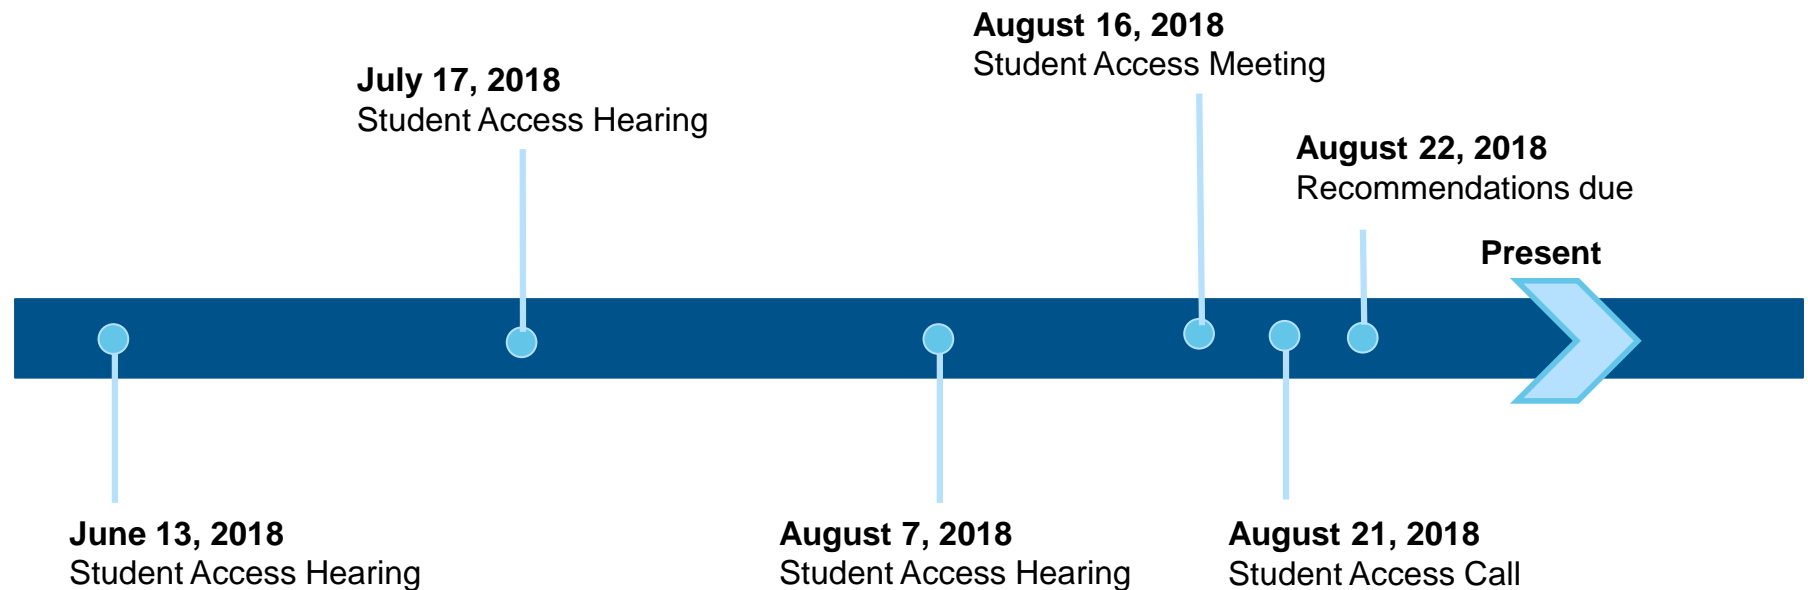 August 16, 2018
Student Access Meeting
July 17, 2018
Student Access Hearing
August 22, 2018
Recommendations due
Present
June 13, 2018
Student Access Hearing
August 7, 2018
Student Access Hearing
August 21, 2018
Student Access Call